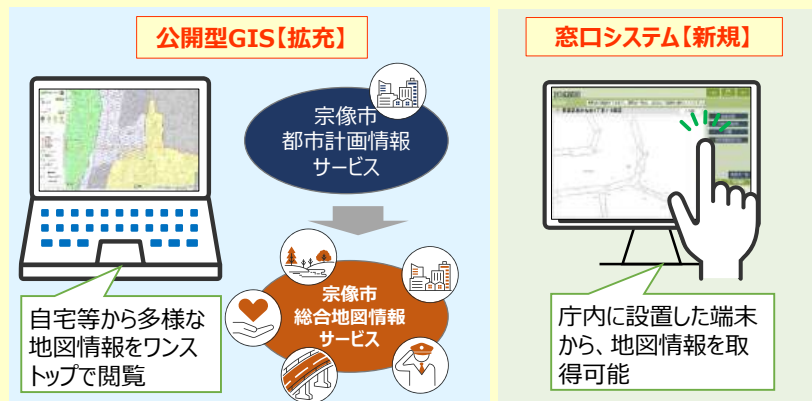 公開型GIS【拡充】
宗像市
都市計画情報
サービス
宗像市
総合地図情報
サービス
自宅等から多様な
地図情報をワンス
トップで閲覧
窓口システム【新規】
庁内に設置した端末
から、地図情報を取
得可能